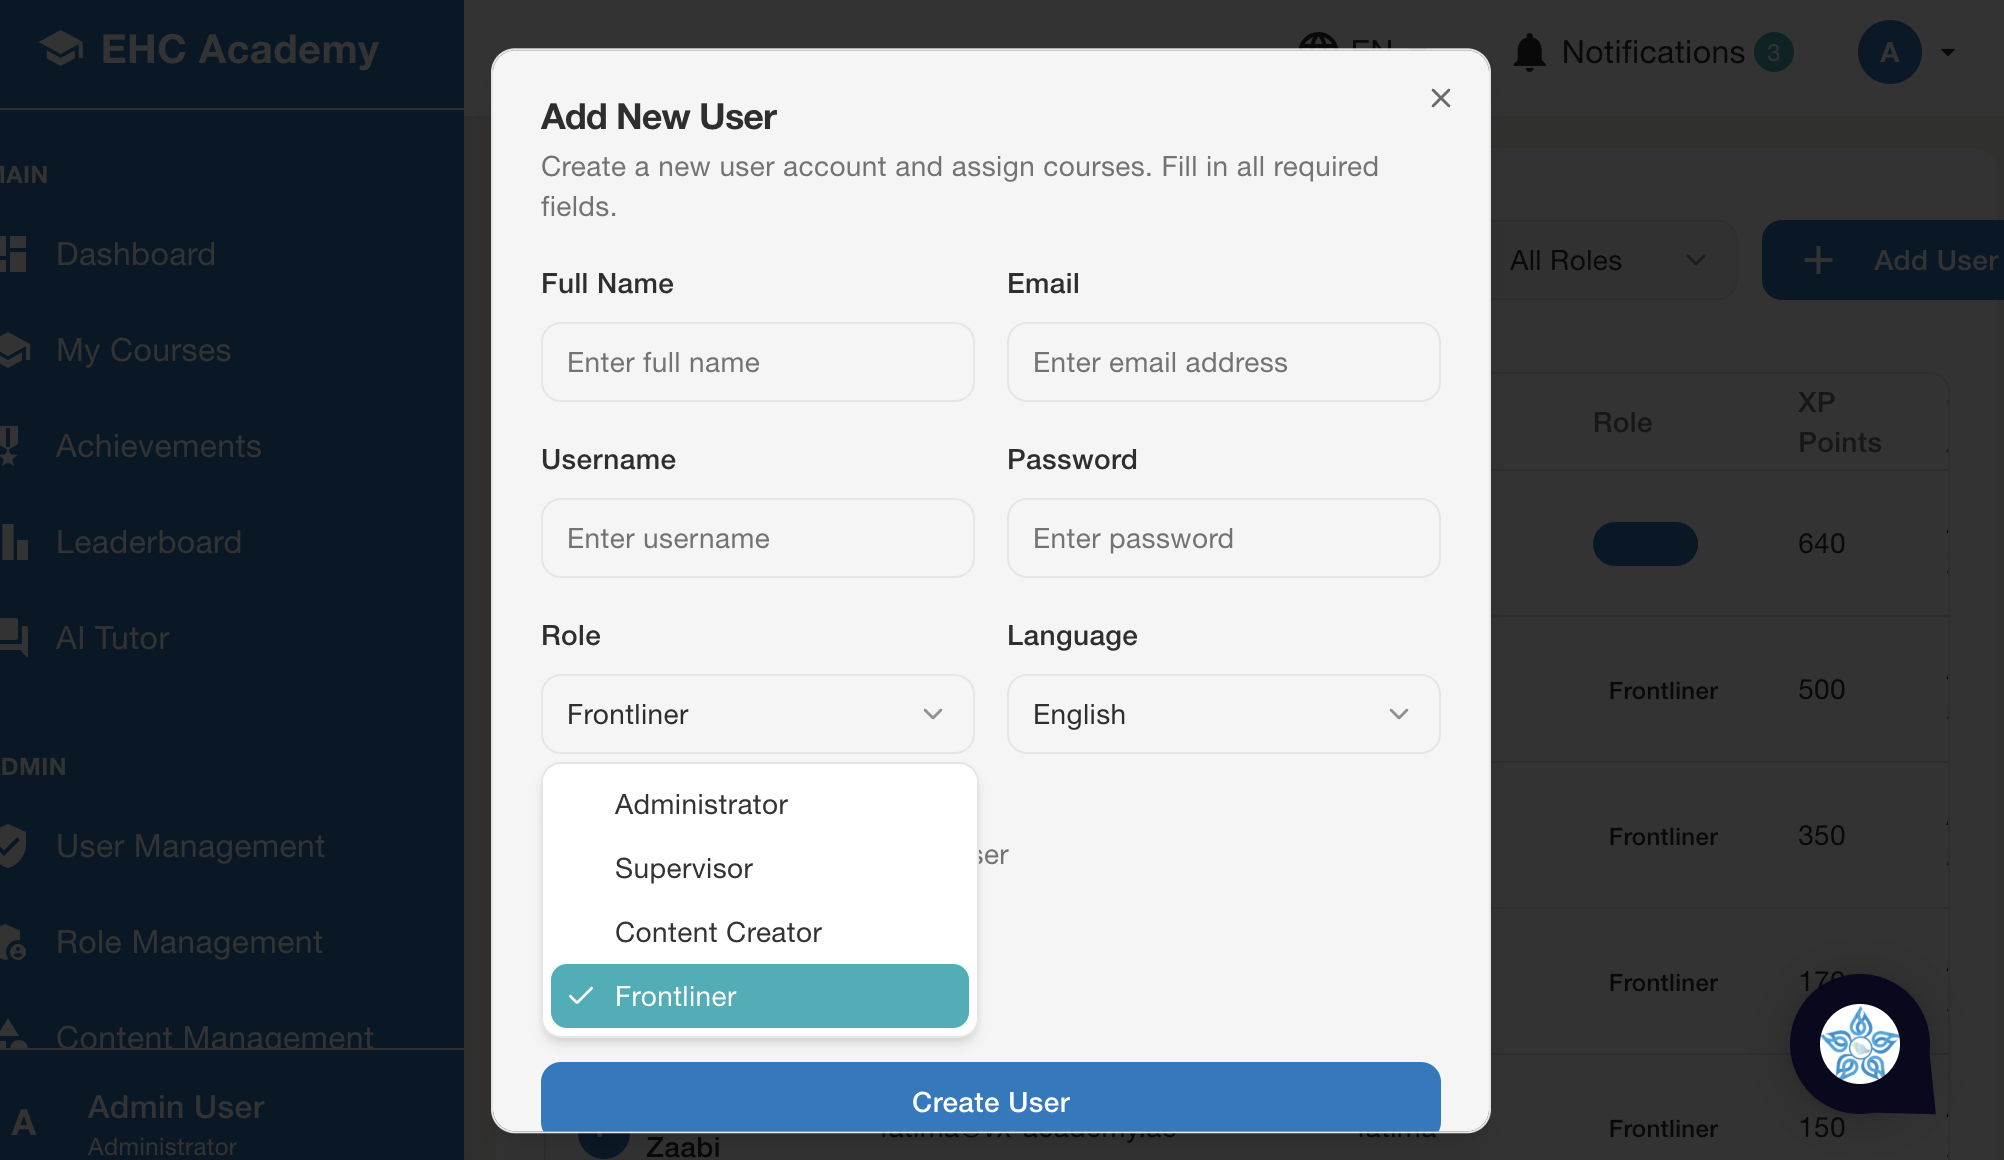 EHC Academy
EN
Notifications 3
A
Add New User
Create a new user account and assign courses. Fill in all required
fields.
Full Name
Email
Enter full name
Enter email address
Username
Password
Enter username
Enter password
Role
Language
Frontliner
English
Administrator
Supervisor
Content Creator
Frontliner
ser
Create User
Dashboard
My Courses
Achievements
Leaderboard
AI Tutor
User Management
Role Management
Content Management
A
Admin User
Administrator
All Roles
Add User
Role
XP
Points
640
Frontliner
500
Frontliner
350
Frontliner
Zaabi
Frontliner
150